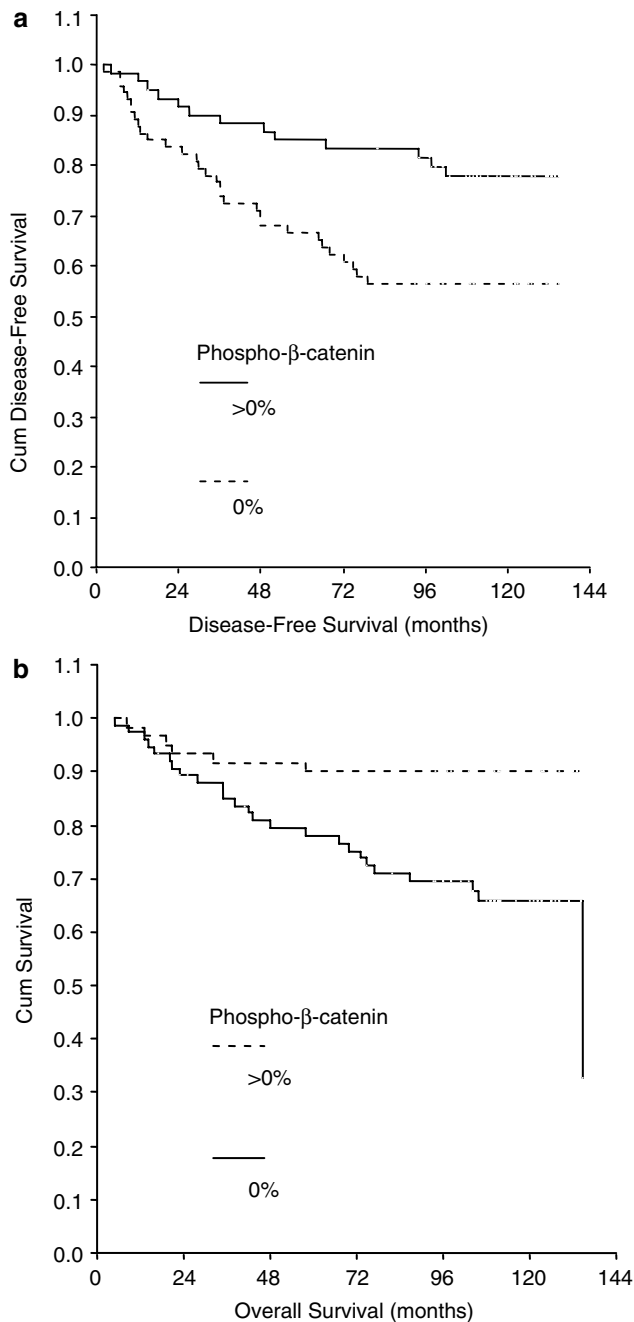 a
1.1
1.0
0.9
0.8
0.7
0.6
0.5
0.4
0.3
0.2
0.1
0.0
Cum Disease-Free Survival
Phospho-β-catenin
>0%
0%
0 24 48 72 96 120 144
Disease-Free Survival (months)
b
1.1
1.0
0.9
0.8
0.7
0.6
0.5
0.4
0.3
0.2
0.1
0.0
Cum Survival
Phospho-β-catenin
>0%
0%
0 24 48 72 96 120 144
Overall Survival (months)